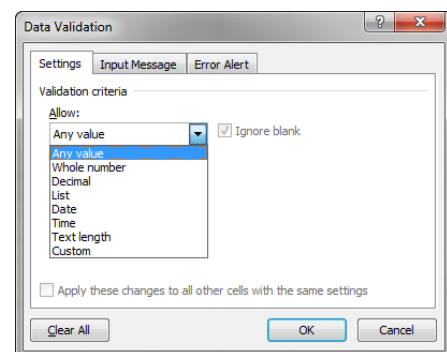 Data Validation
Settings Input Message Error Alert
Validation criteria
Allow:
Any value Ignore blank
Any value
Whole number
Decimal
List
Date
Time
Text length
Custom
Apply these changes to all other cells with the same settings
Clear All OK Cancel